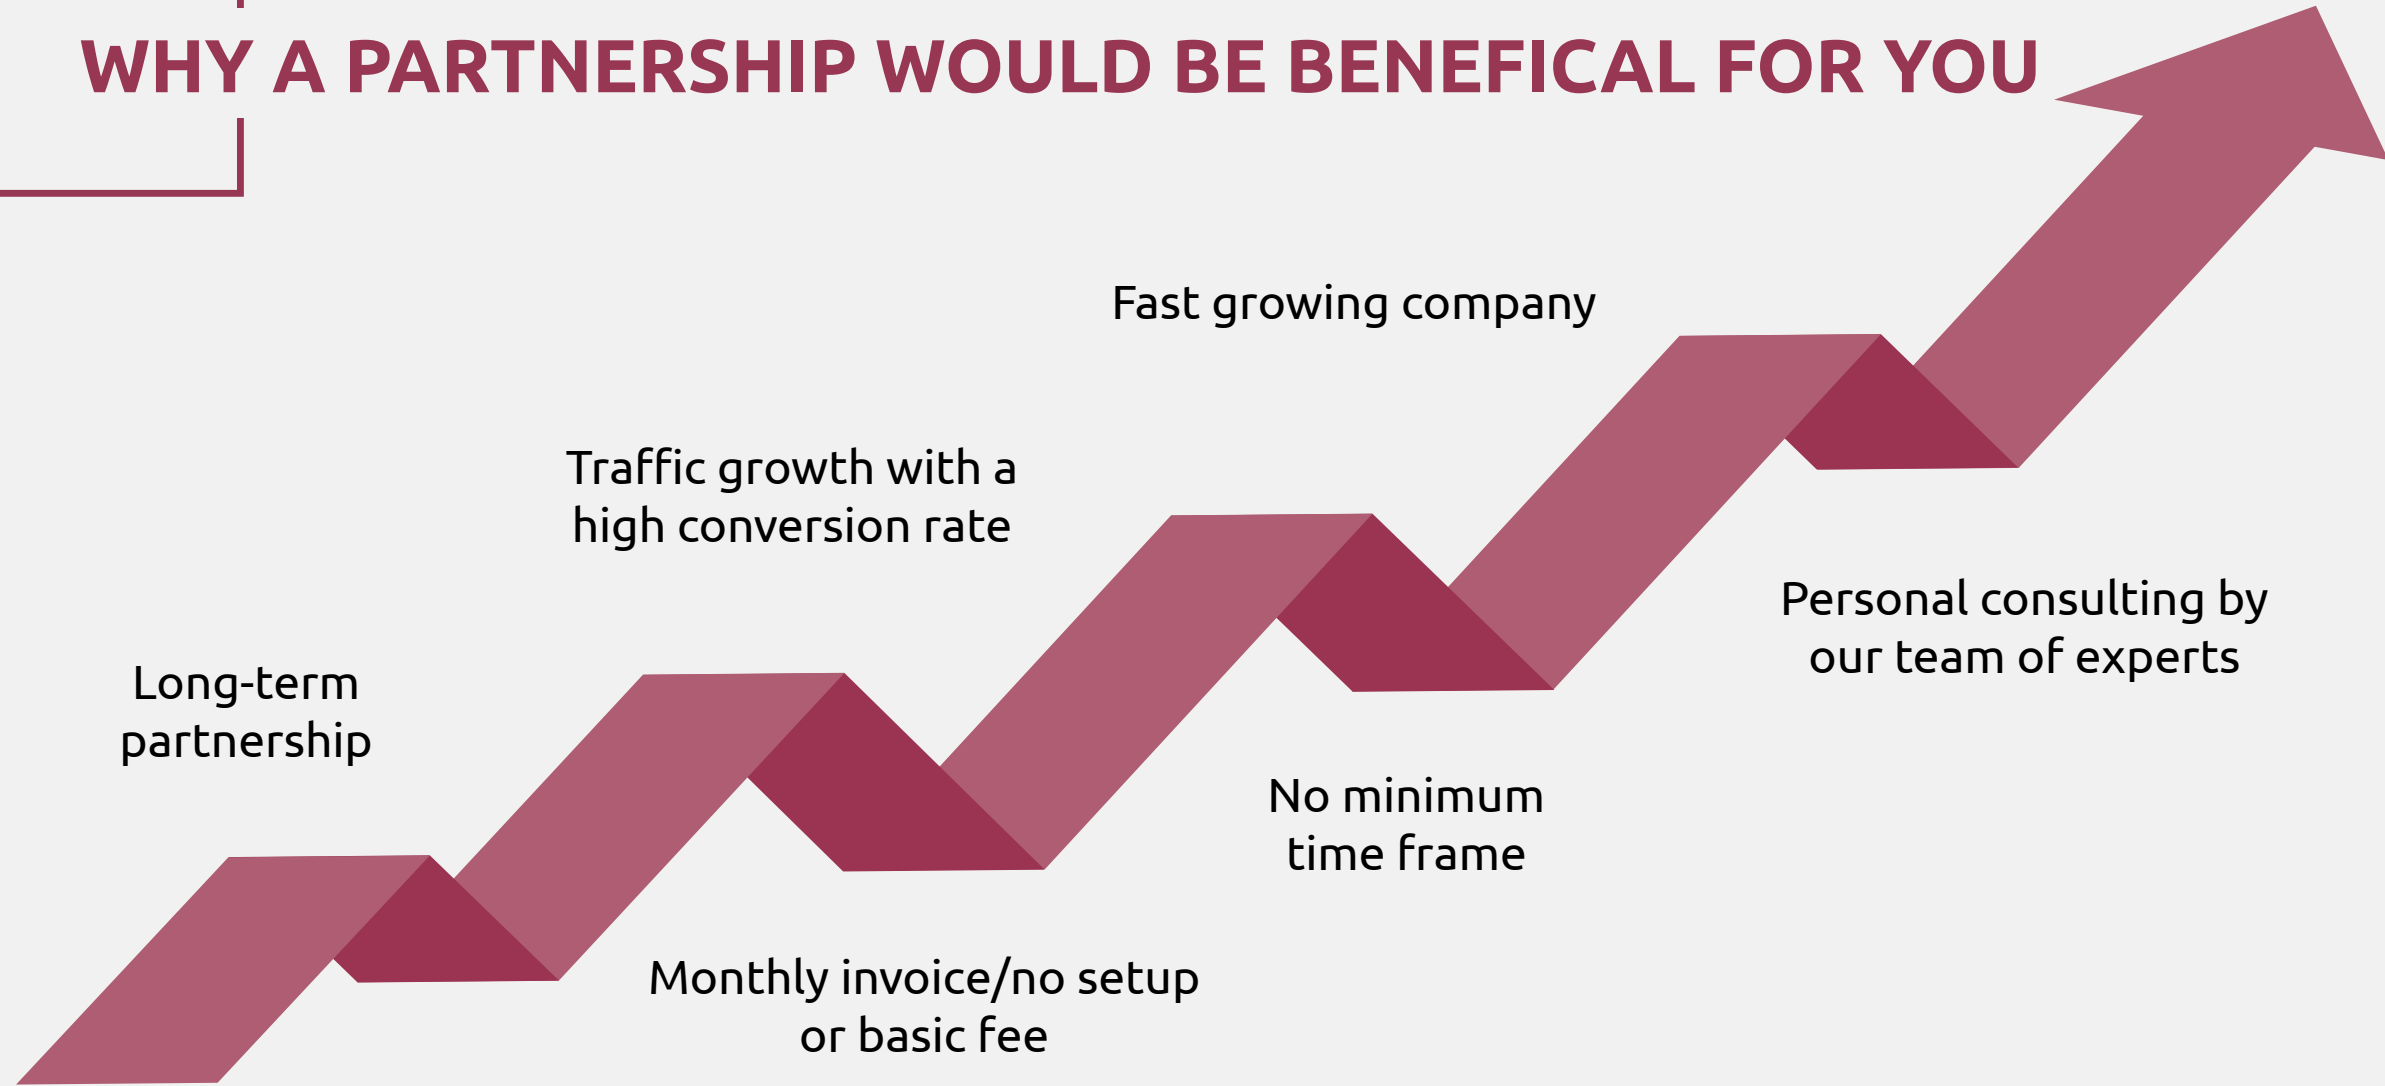 WHY A PARTNERSHIP WOULD BE BENEFICAL FOR YOU
Fast growing company
Traffic growth with a
high conversion rate
Personal consulting by
our team of experts
Long-term
partnership
No minimum
time frame
Monthly invoice/no setup
or basic fee